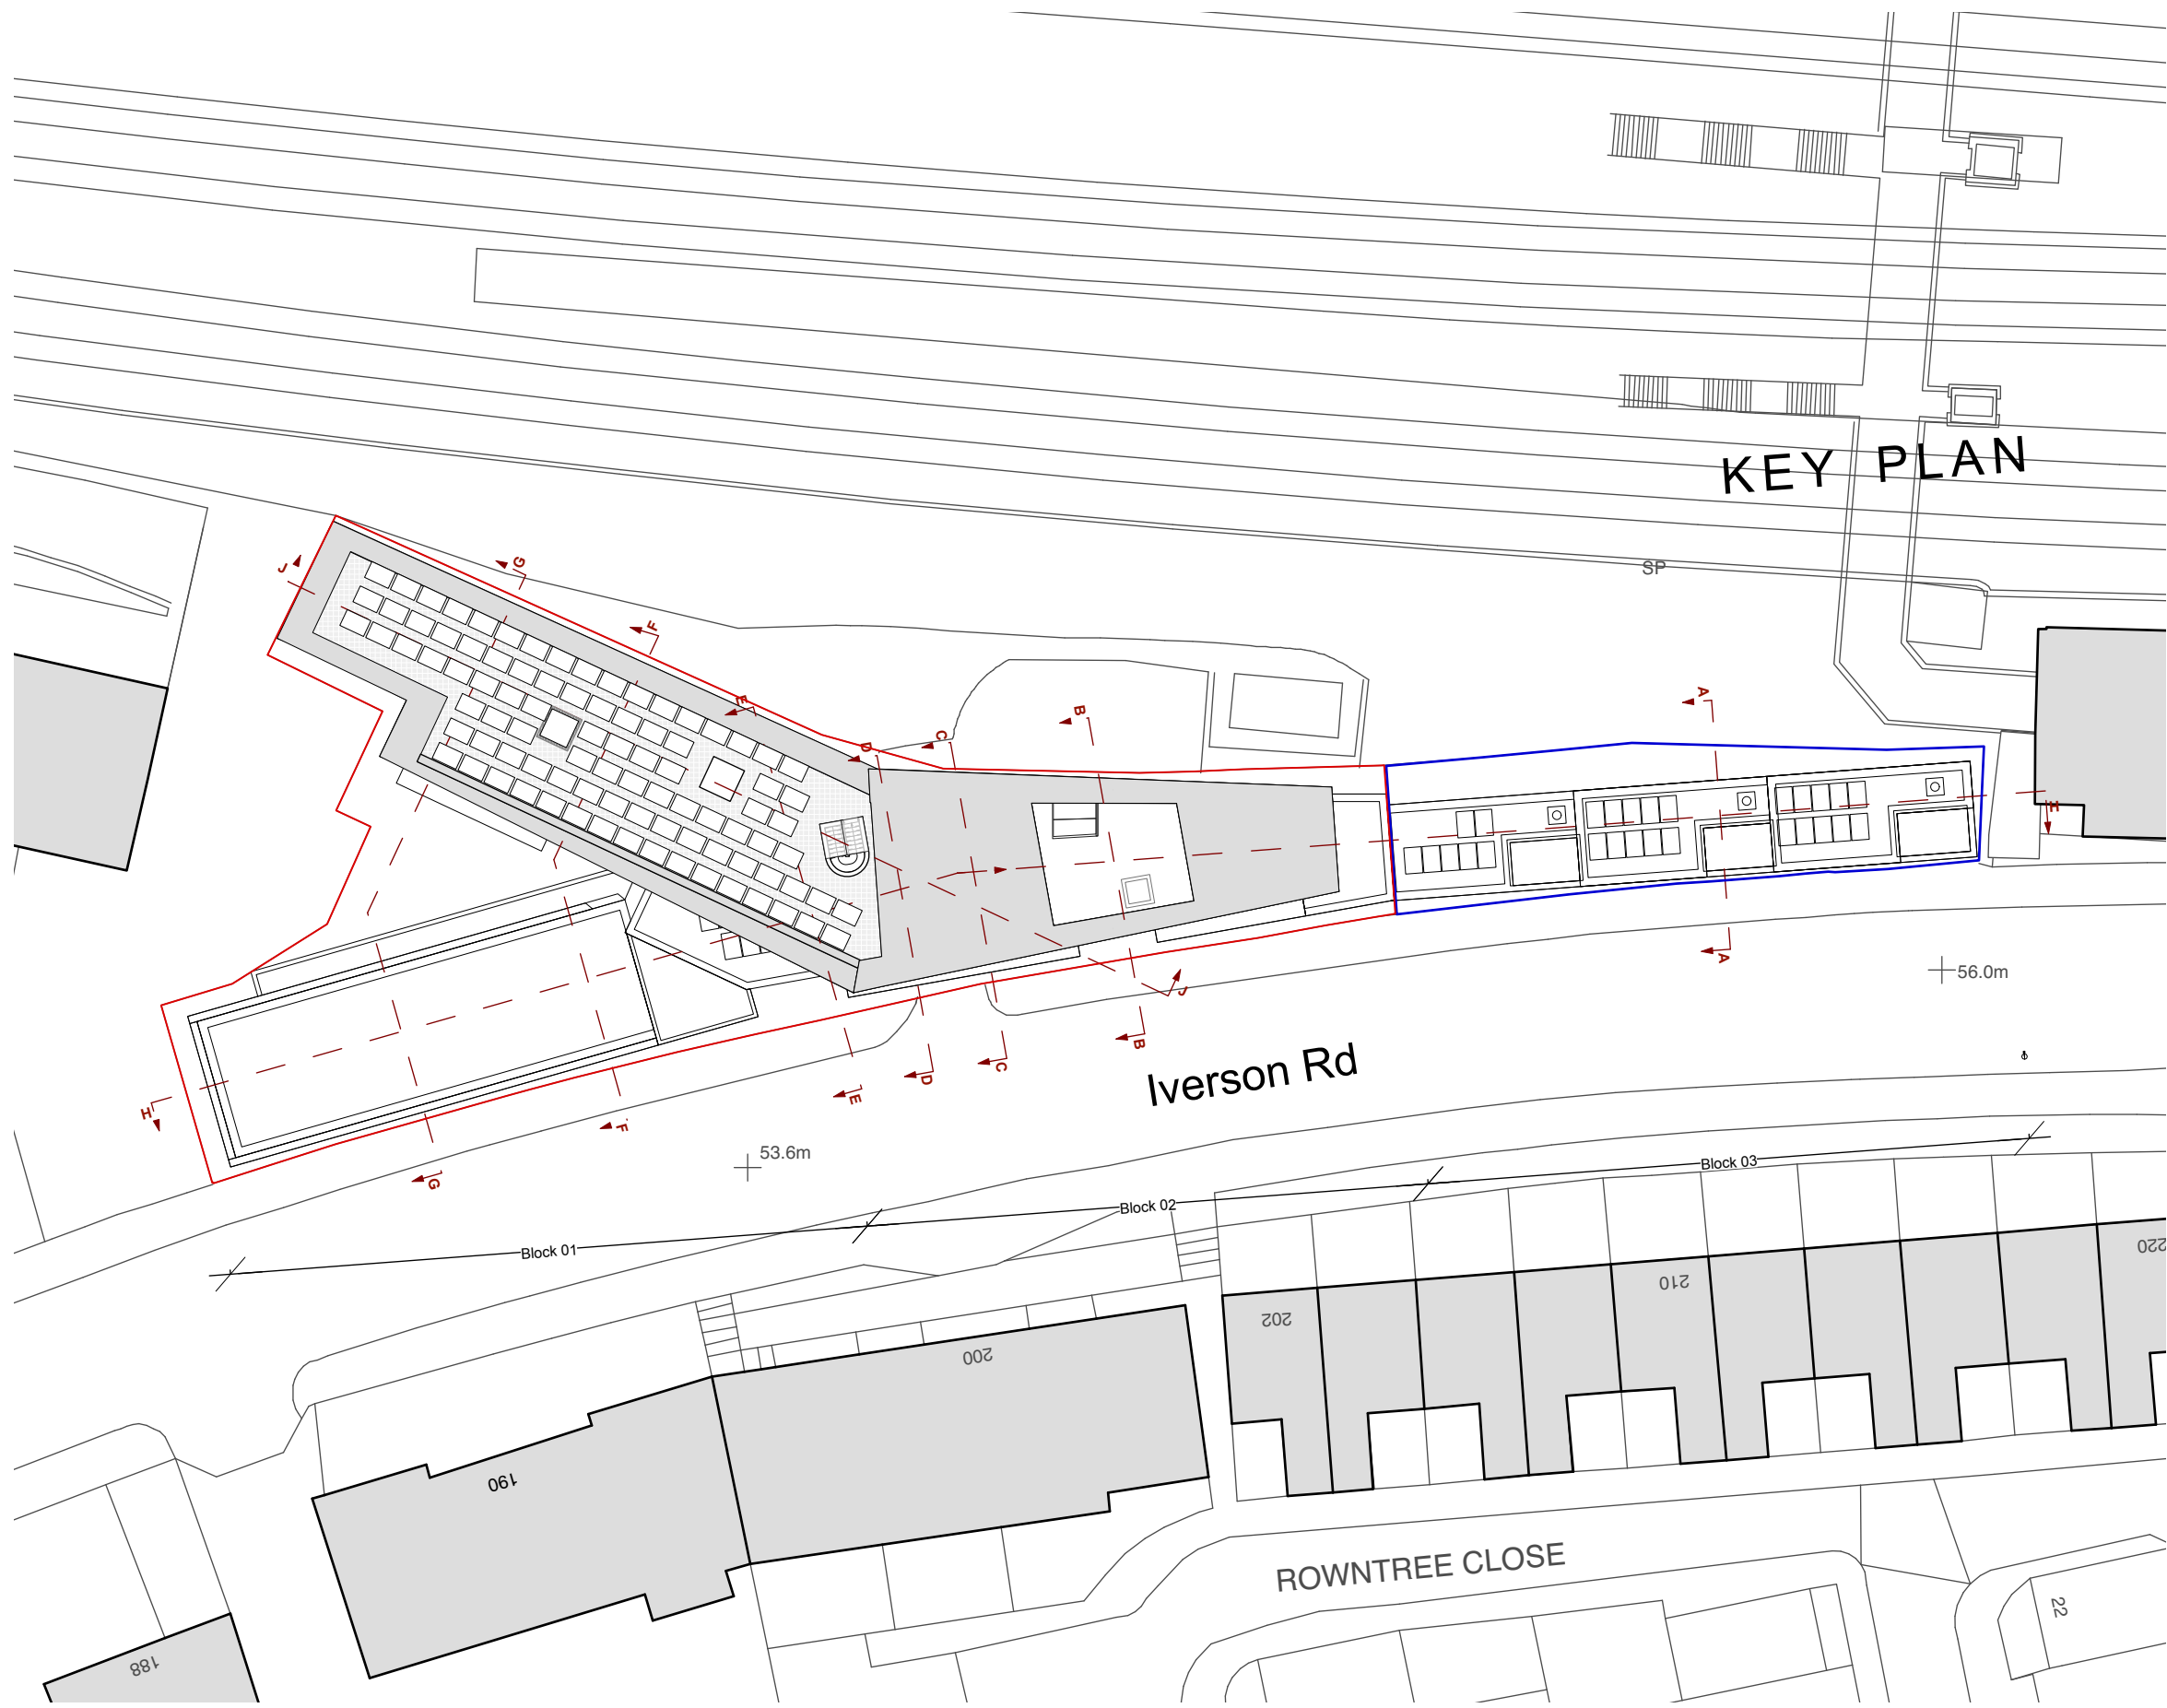 KEY PLAN
SP
G
J
F
E
A
B
C
D
H
A
56.0m
J
B
Iverson Rd
C
D
E
H
F
53.6m
G
Block 03
Block 02
Block 01
220
210
202
200
190
ROWNTREE CLOSE
22
188